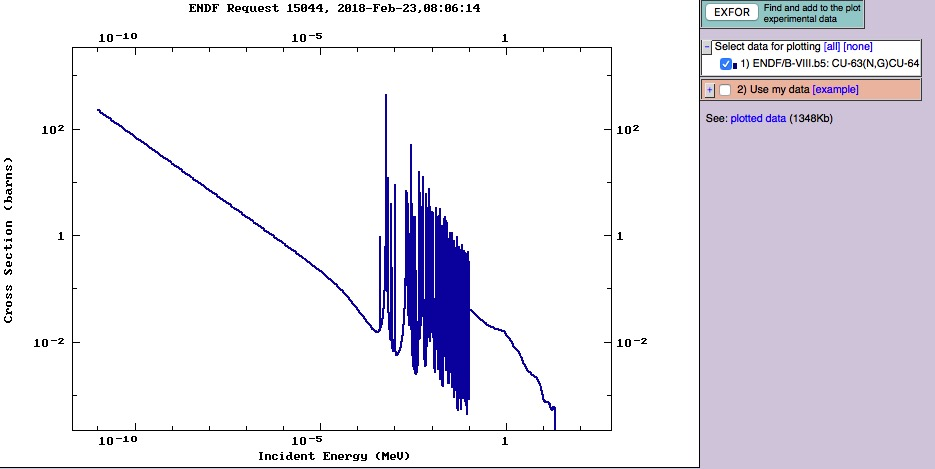 ENDF Request 15044, 2018-Feb-23,08:06:14
10-10 10-5 1
10² 10²
1 1
10-2 10-2
10-10 10-5 1
Incident Energy (MeV)
Cross Section (barns)
EXFOR Find and add to the plot
experimental data
− Select data for plotting [all] [none]
1) ENDF/B-VIII.b5: CU-63(N,G)CU-64
+ 2) Use my data [example]
See: plotted data (1348Kb)